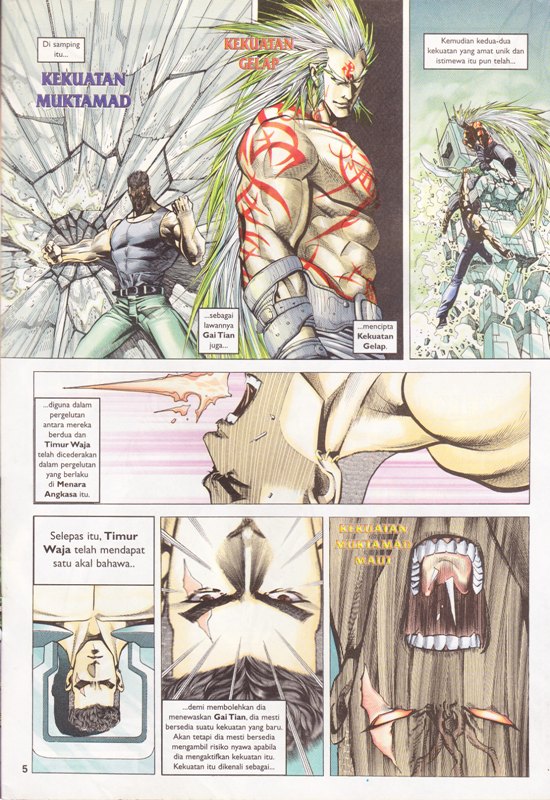 Di samping
itu...
KEKUATAN
MUKTAMAD
KEKUATAN
GELAP
...sebagai
lawannya
Gai Tian
juga...
...mencipta
Kekuatan
Gelap.
Kemudian kedua-dua
kekuatan yang amat unik dan
istimewa itu pun telah...
...diguna dalam
pergelutan
antara mereka
berdua dan
Timur Waja
telah dicederakan
dalam pergelutan
yang berlaku
di Menara
Angkasa itu.
Selepas itu, Timur
Waja telah mendapat
satu akal bahawa..
...demi membolehkan dia
menewaskan Gai Tian, dia mesti
bersedia suatu kekuatan yang baru.
Akan tetapi dia mesti bersedia
mengambil risiko nyawa apabila
dia mengaktifkan kekuatan itu.
Kekuatan itu dikenali sebagai...
KEKUATAN
MUKTAMAD
MAUT
5